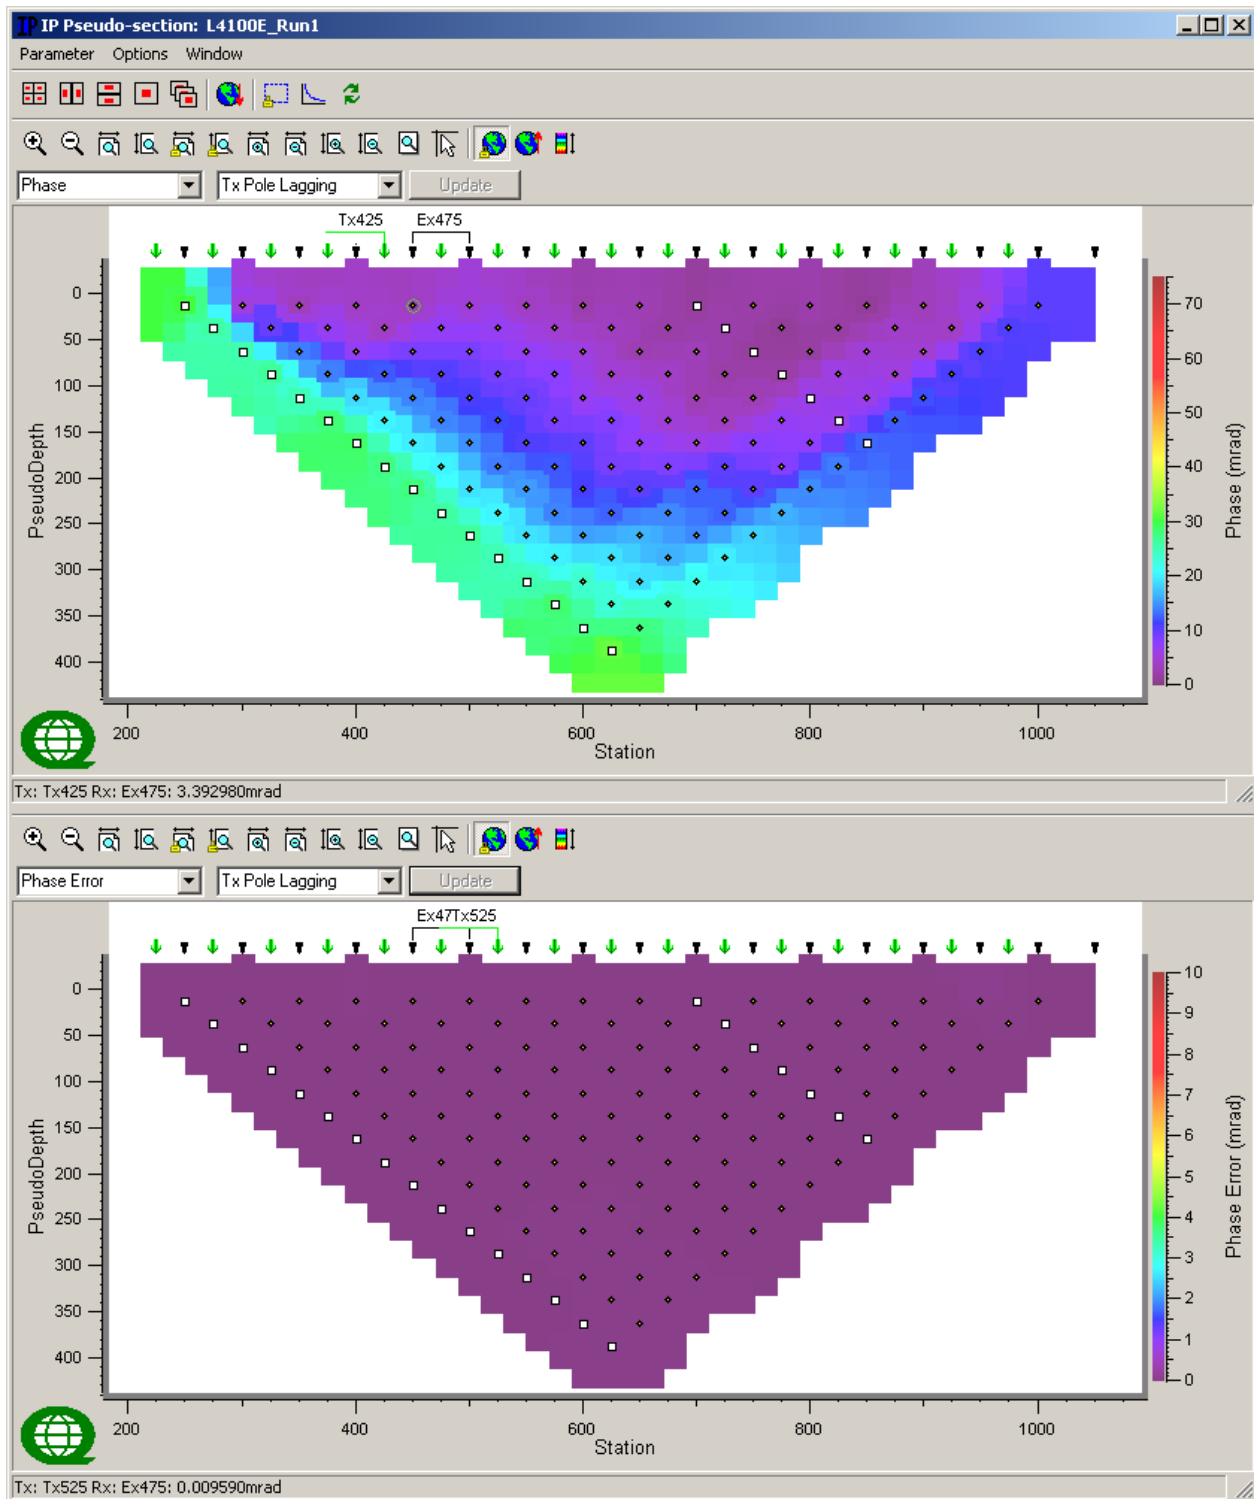 IP Pseudo-section: L4100E_Run1
Parameter Options Window
Phase Tx Pole Lagging Update
Tx425 Ex475
0
50
100
150
200
250
300
350
400
PseudoDepth
70
60
50
40
30
20
10
0
Phase (mrad)
200 400 600 800 1000
Station
Tx: Tx425 Rx: Ex475: 3.392980mrad
Phase Error Tx Pole Lagging Update
Ex47Tx525
0
50
100
150
200
250
300
350
400
PseudoDepth
10
9
8
7
6
5
4
3
2
1
0
Phase Error (mrad)
200 400 600 800 1000
Station
Tx: Tx525 Rx: Ex475: 0.009590mrad